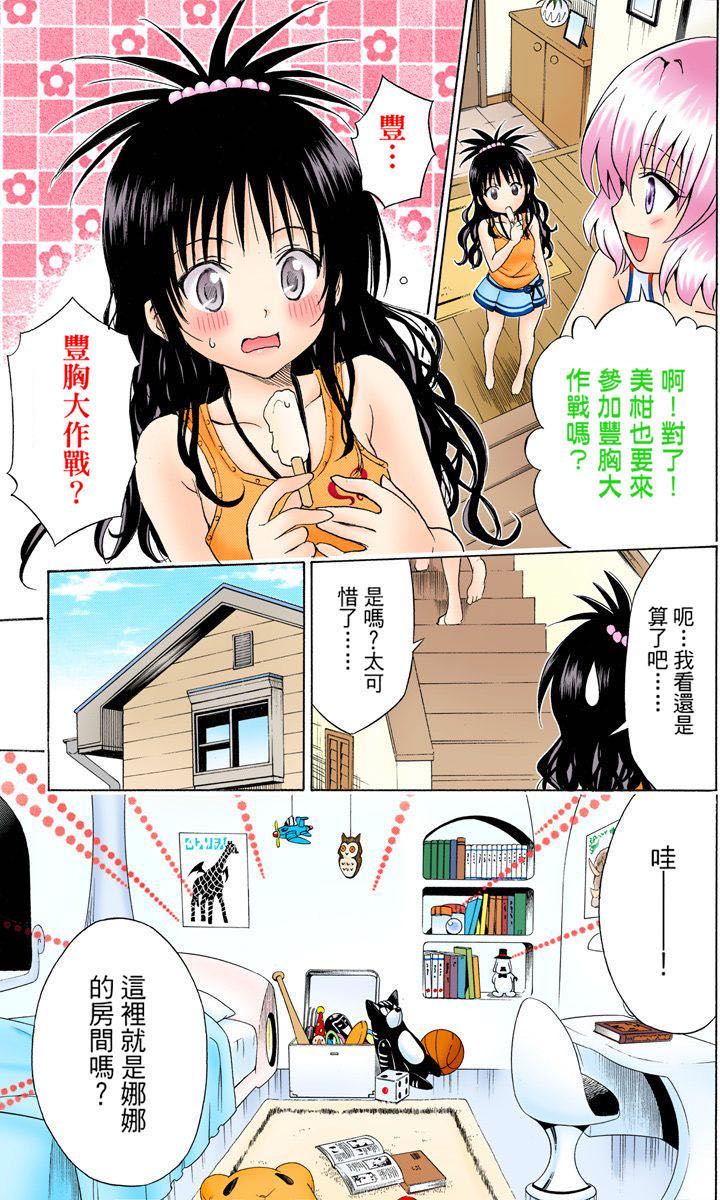 啊！對了！
美柑也要來
參加豐胸大
作戰嗎？
豐…
豐胸大作戰？
呃…我看還是
算了吧……
是嗎？太可
惜了……
哇——！
這裡就是娜娜
的房間嗎？